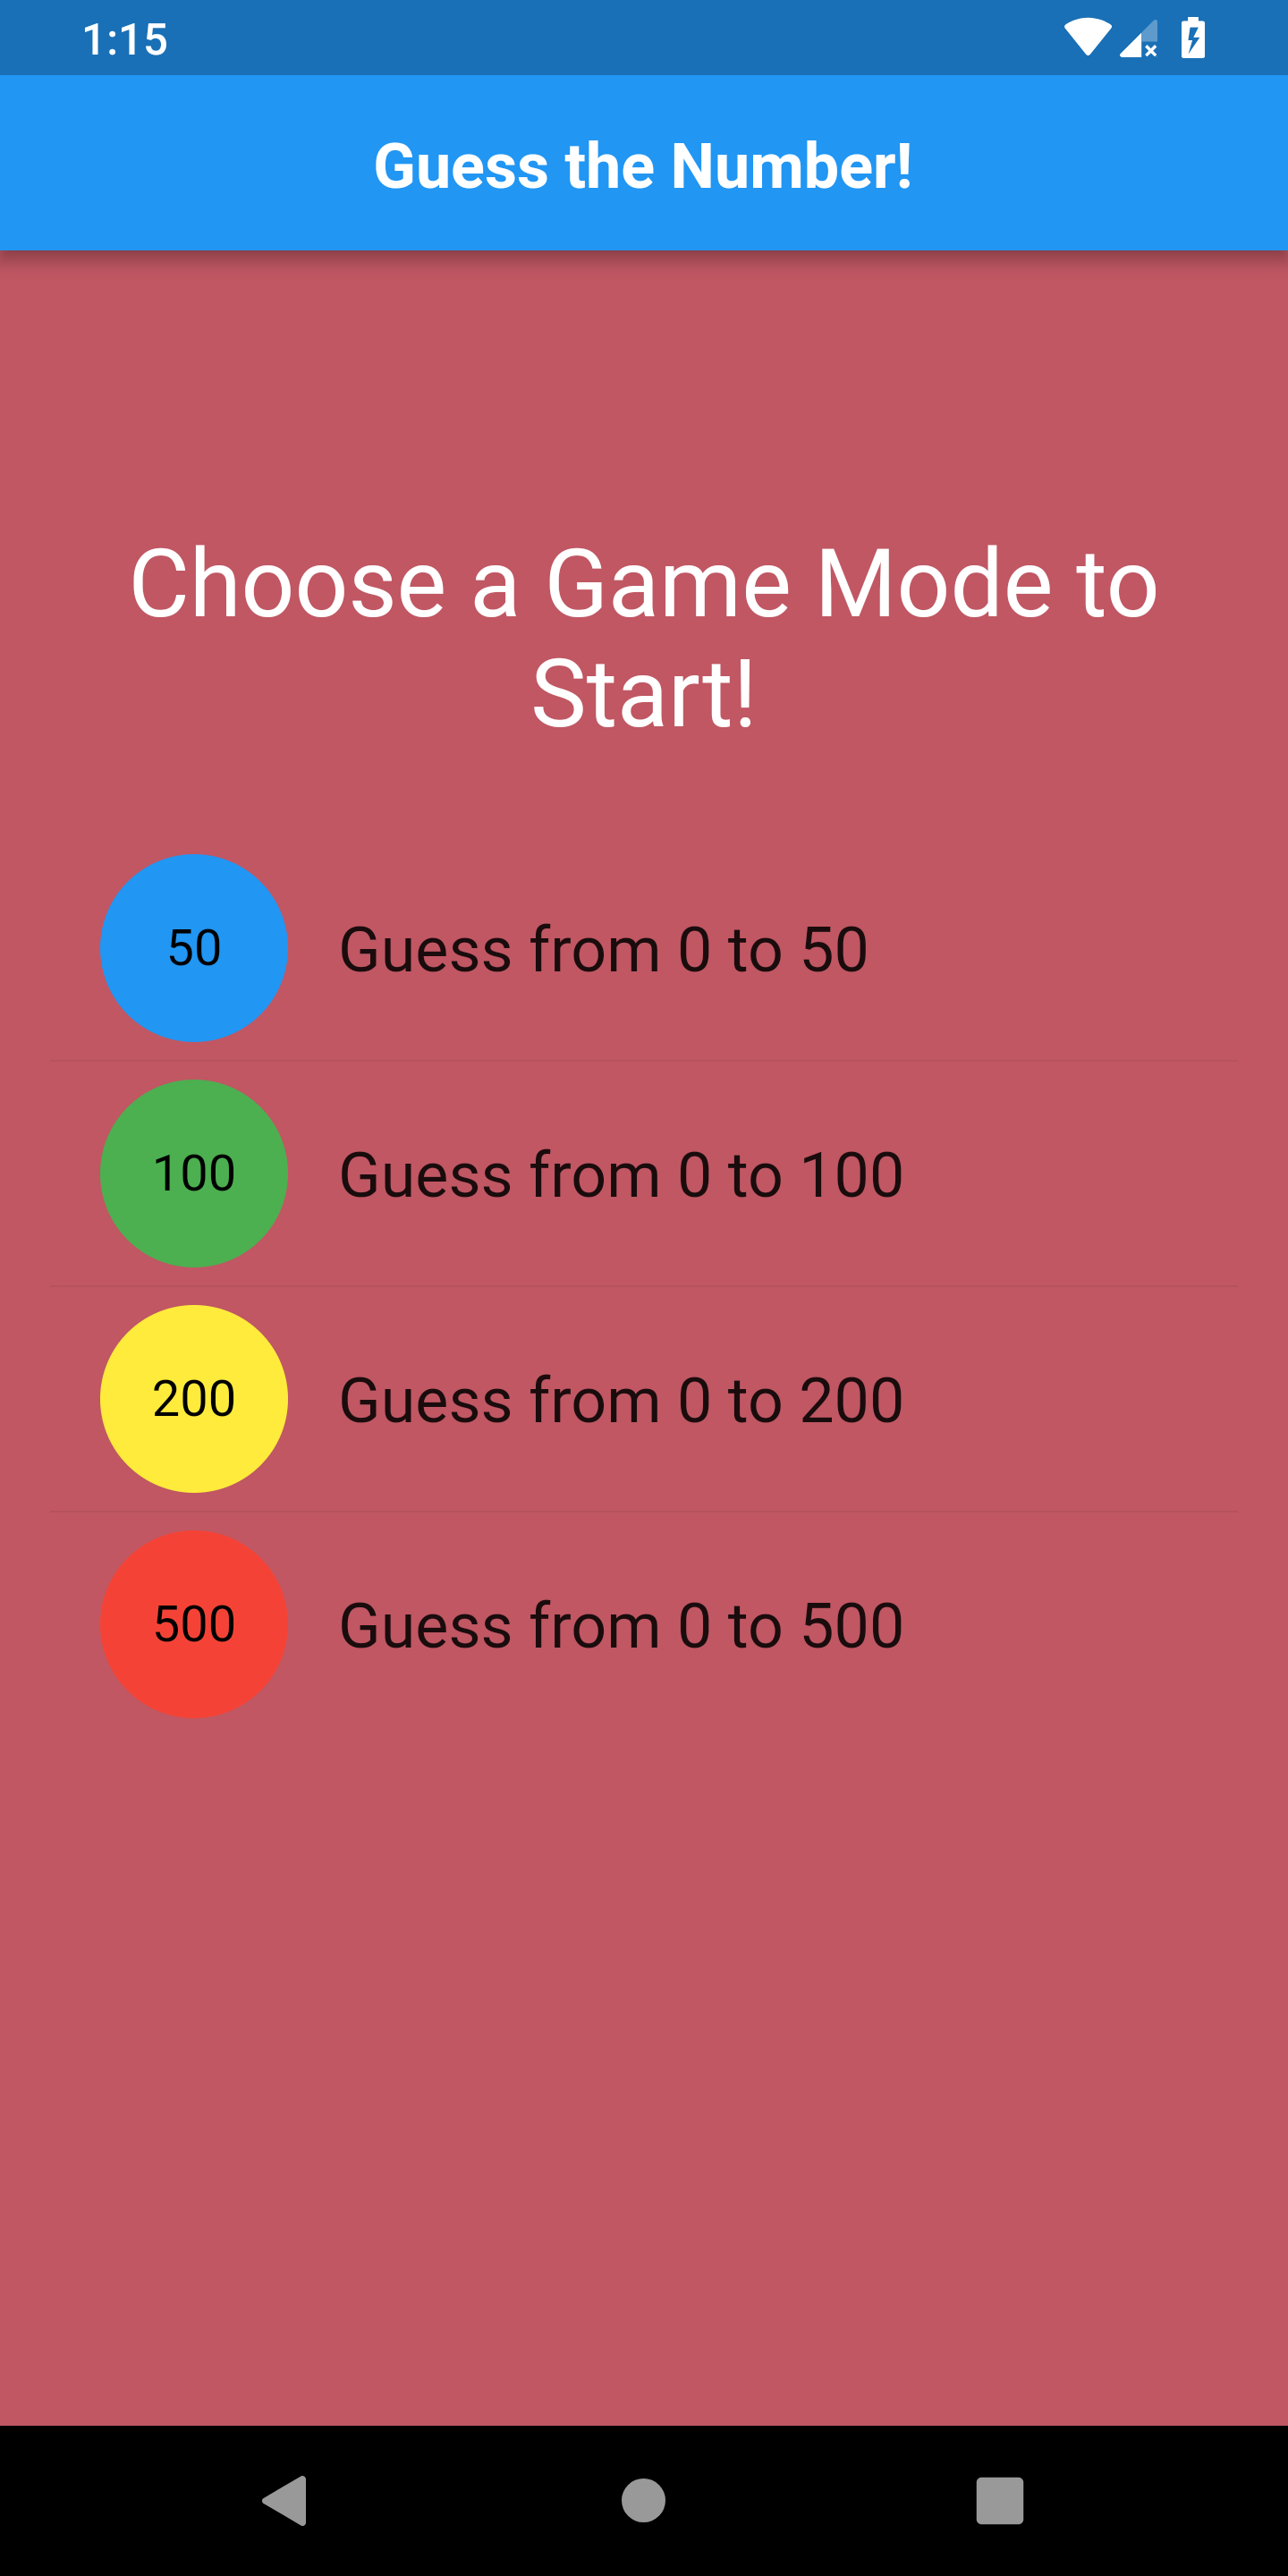 1:15
Guess the Number!
Choose a Game Mode to
Start!
50
Guess from 0 to 50
100
Guess from 0 to 100
200
Guess from 0 to 200
500
Guess from 0 to 500